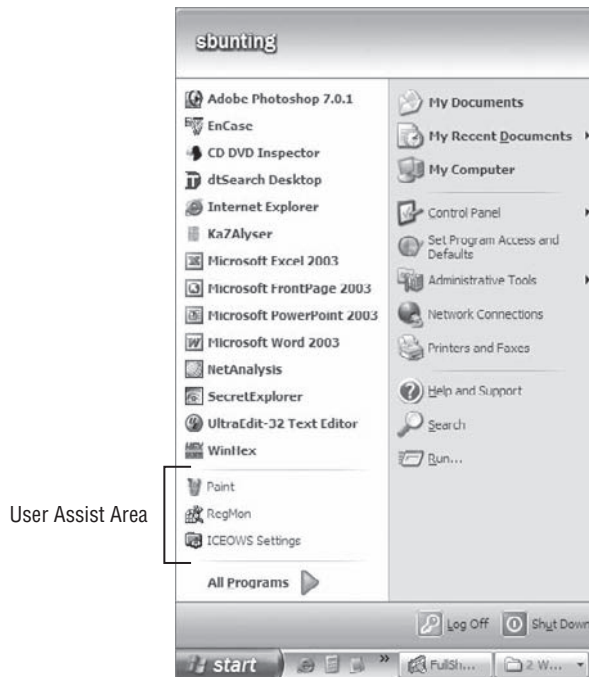 sbunting
Adobe Photoshop 7.0.1
EnCase
CD DVD Inspector
dtSearch Desktop
Internet Explorer
KaZAlyser
Microsoft Excel 2003
Microsoft FrontPage 2003
Microsoft PowerPoint 2003
Microsoft Word 2003
NetAnalysis
SecretExplorer
UltraEdit-32 Text Editor
WinHex
User Assist Area
Paint
RegMon
ICEOWS Settings
All Programs
My Documents
My Recent Documents
My Computer
Control Panel
Set Program Access and
Defaults
Administrative Tools
Network Connections
Printers and Faxes
Help and Support
Search
Run...
Log Off
Shut Down
start
»
FullSh...
2 W...